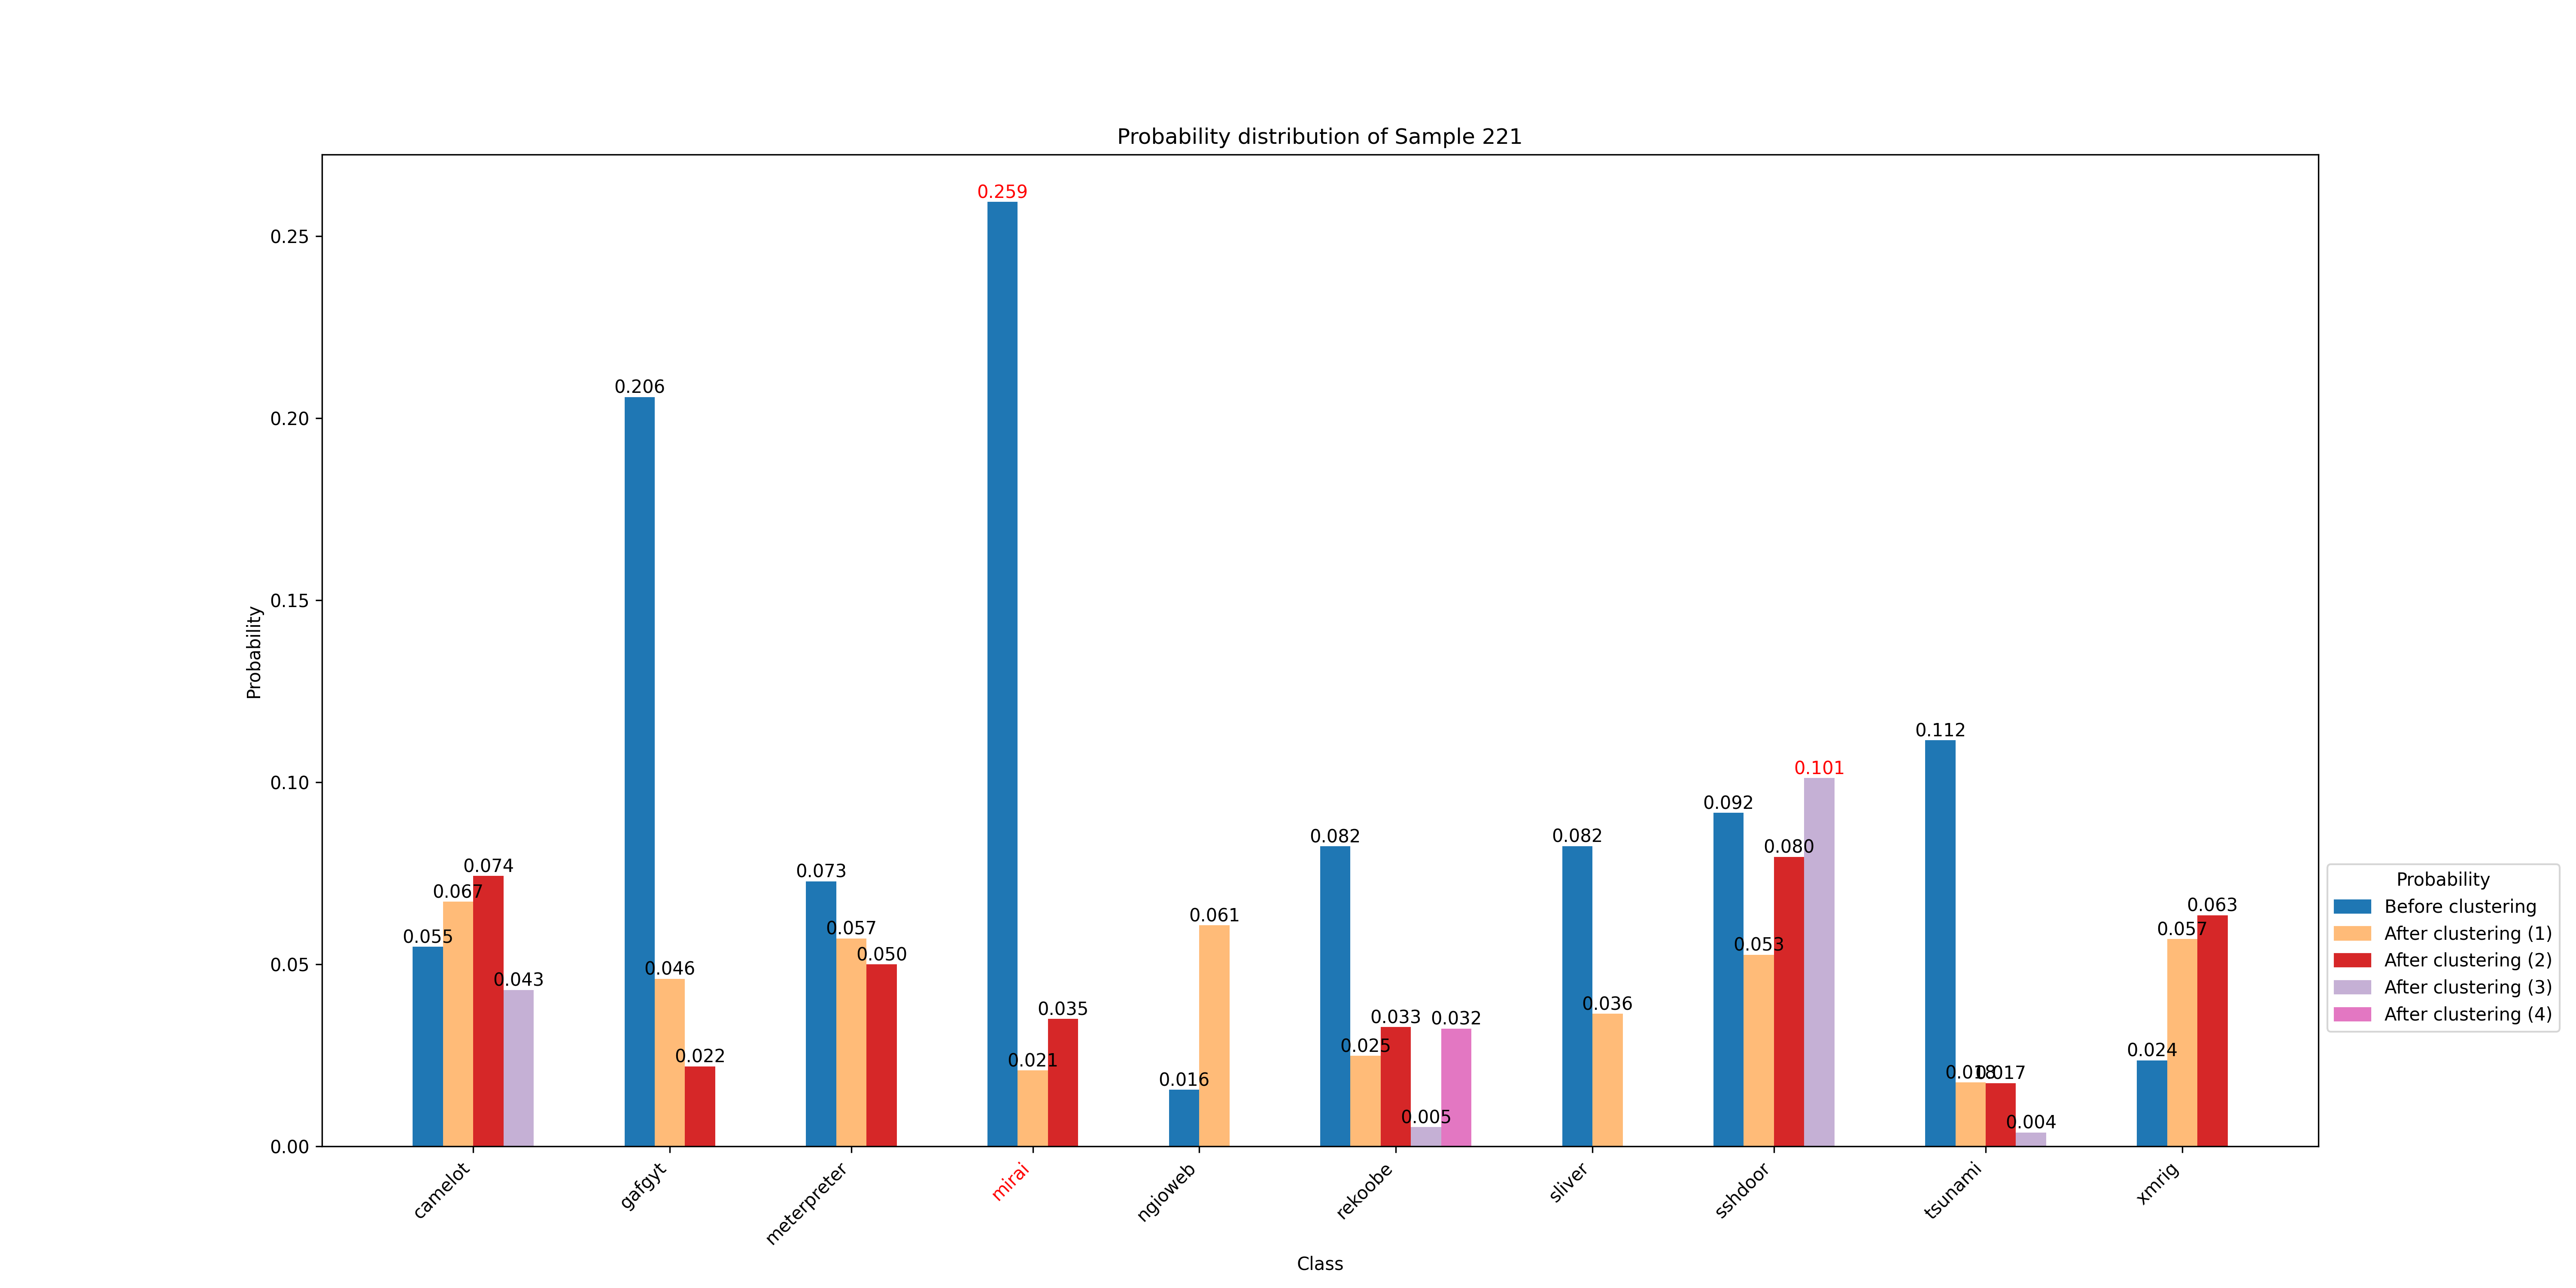 Probability distribution of Sample 221
Probability
0.25
0.20
0.15
0.10
0.05
0.00
0.055
0.067
0.074
0.043
0.206
0.046
0.022
0.073
0.057
0.050
0.259
0.021
0.035
0.016
0.061
0.082
0.025
0.033
0.005
0.032
0.082
0.036
0.092
0.053
0.080
0.101
0.112
0.018
0.017
0.004
0.024
0.057
0.063
camelot
gafgyt
meterpreter
mirai
ngioweb
rekoobe
sliver
sshdoor
tsunami
xmrig
Class
Probability
Before clustering
After clustering (1)
After clustering (2)
After clustering (3)
After clustering (4)